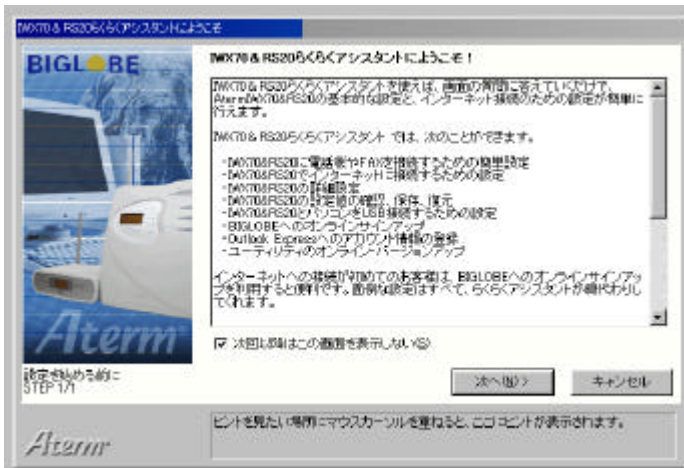 IWX70 & RS20らくらくアシスタントにようこそ
BIGLOBE
IWX70 & RS20らくらくアシスタントにようこそ！
IWX70 & RS20らくらくアシスタントを使えば、画面の質問に答えていくだけで、
AtermIWX70&RS20の基本的な設定と、インターネット接続のための設定が簡単に
行えます。
IWX70 & RS20らくらくアシスタント では、次のことができます。
・IWX70&RS20に電話機やFAXを接続するための簡単設定
・IWX70&RS20でインターネットに接続するための設定
・IWX70&RS20の詳細設定
・IWX70&RS20の設定値の確認、保存、復元
・IWX70&RS20とパソコンをUSB接続するための設定
・BIGLOBEへのオンラインサインアップ
・Outlook Expressへのアカウント情報の登録
・ユーティリティのオンラインバージョンアップ
インターネットへの接続が初めてのお客様は、BIGLOBEへのオンラインサインアッ
プを利用すると便利です。面倒な設定はすべて、らくらくアシスタントが肩代わりし
てくれます。
Aterm
次回以降はこの画面を表示しない(S)
設定を始める前に
STEP 1/1
次へ(N) >
キャンセル
Aterm
ヒントを見たい場所にマウスカーソルを重ねると、ここにヒントが表示されます。